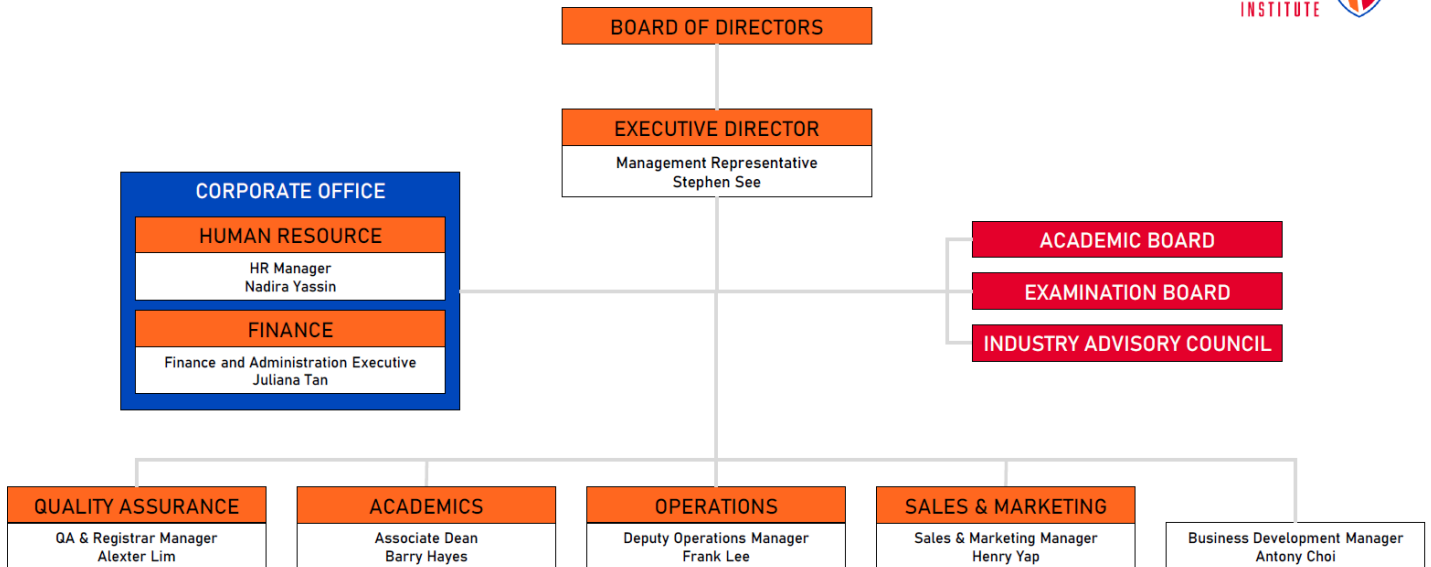 INSTITUTE
BOARD OF DIRECTORS
EXECUTIVE DIRECTOR
Management Representative
Stephen See
CORPORATE OFFICE
HUMAN RESOURCE
HR Manager
Nadira Yassin
FINANCE
Finance and Administration Executive
Juliana Tan
ACADEMIC BOARD
EXAMINATION BOARD
INDUSTRY ADVISORY COUNCIL
QUALITY ASSURANCE
QA & Registrar Manager
Alexter Lim
ACADEMICS
Associate Dean
Barry Hayes
OPERATIONS
Deputy Operations Manager
Frank Lee
SALES & MARKETING
Sales & Marketing Manager
Henry Yap
Business Development Manager
Antony Choi